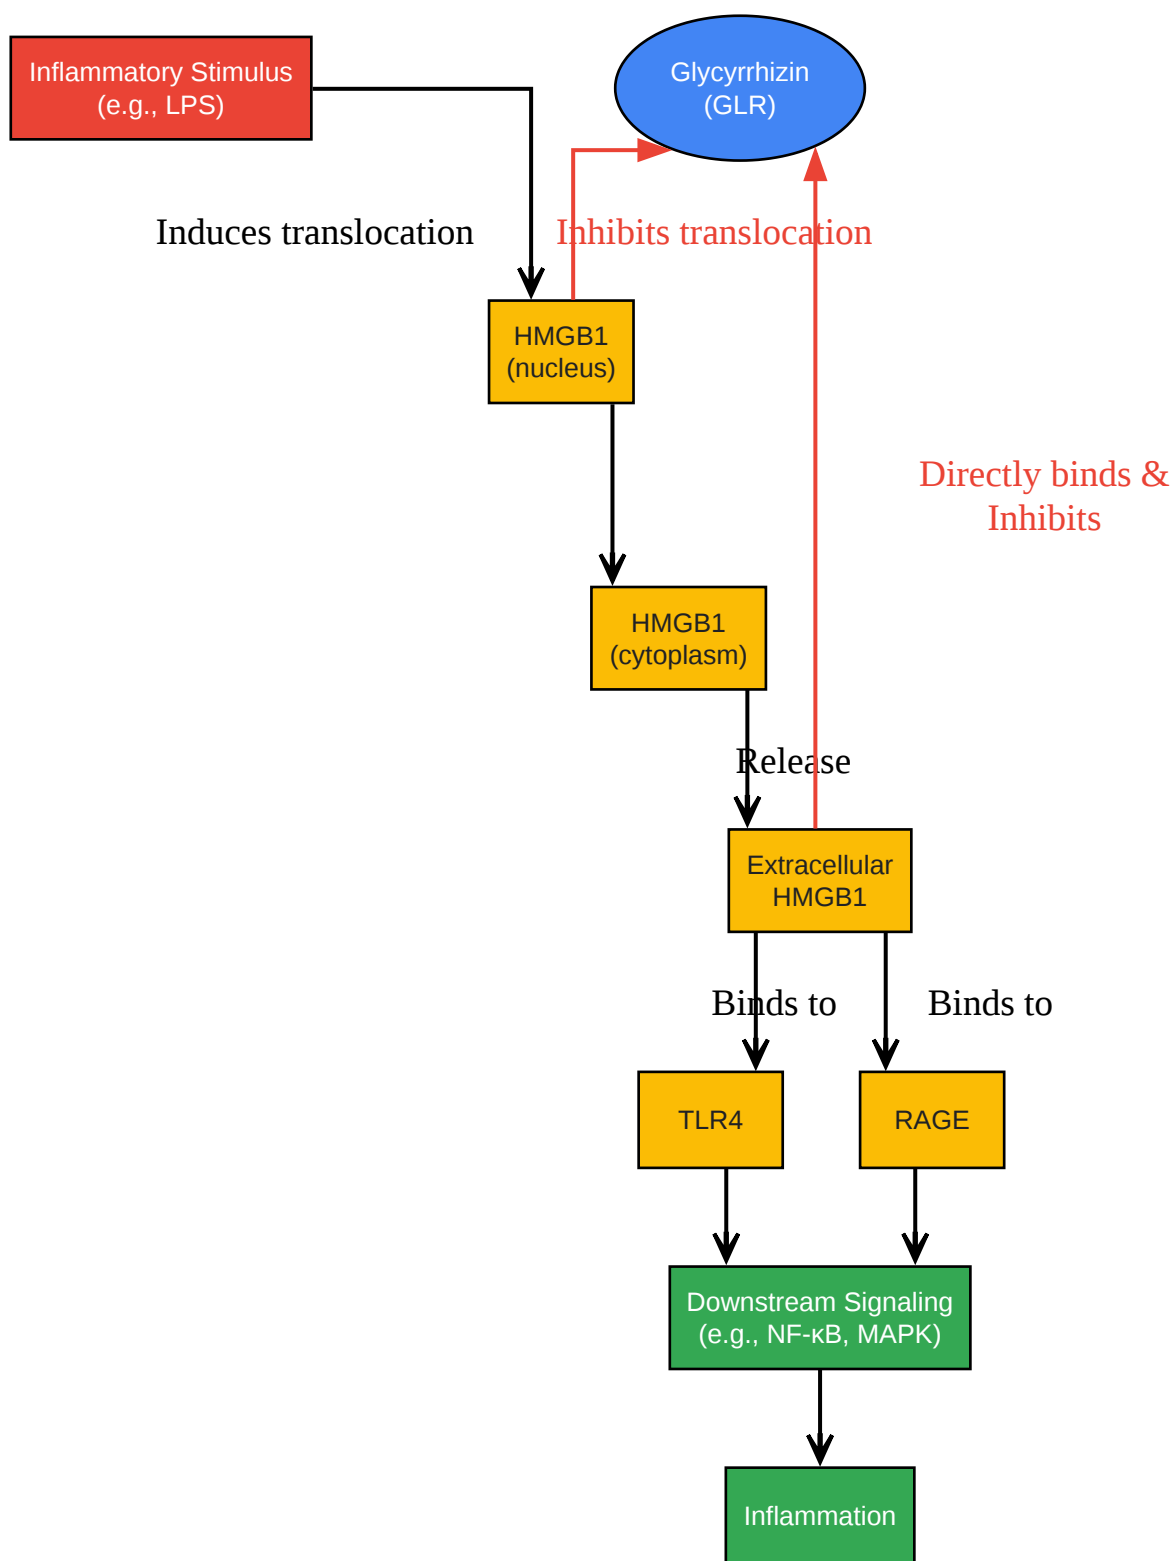 Inflammatory Stimulus
(e.g., LPS)
Glycyrrhizin
(GLR)
Induces translocation
Inhibits translocation
HMGB1
(nucleus)
Directly binds &
Inhibits
HMGB1
(cytoplasm)
Release
Extracellular
HMGB1
Binds to
Binds to
TLR4
RAGE
Downstream Signaling
(e.g., NF-κB, MAPK)
Inflammation